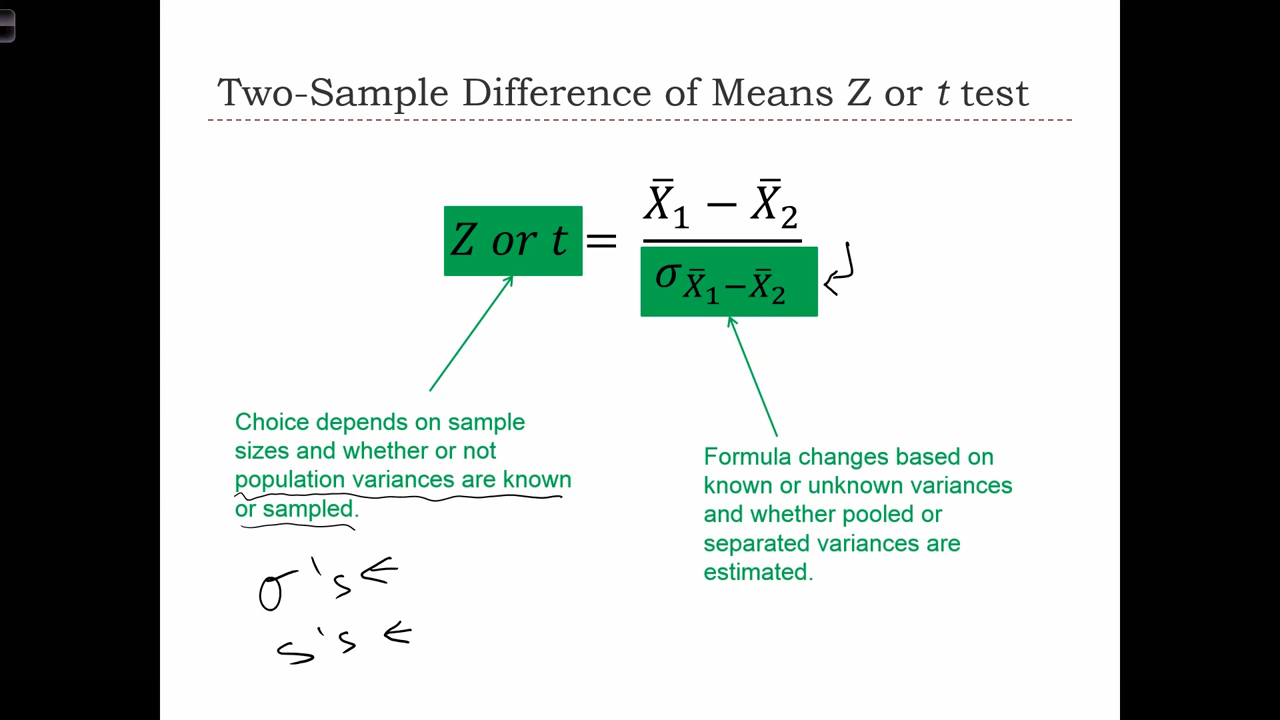 Two-Sample Difference of Means Z or t test
Z or t = X̄₁ − X̄₂ / σ X̄₁−X̄₂
Choice depends on sample
sizes and whether or not
population variances are known
or sampled.
Formula changes based on
known or unknown variances
and whether pooled or
separated variances are
estimated.
σ's ←
s's ←